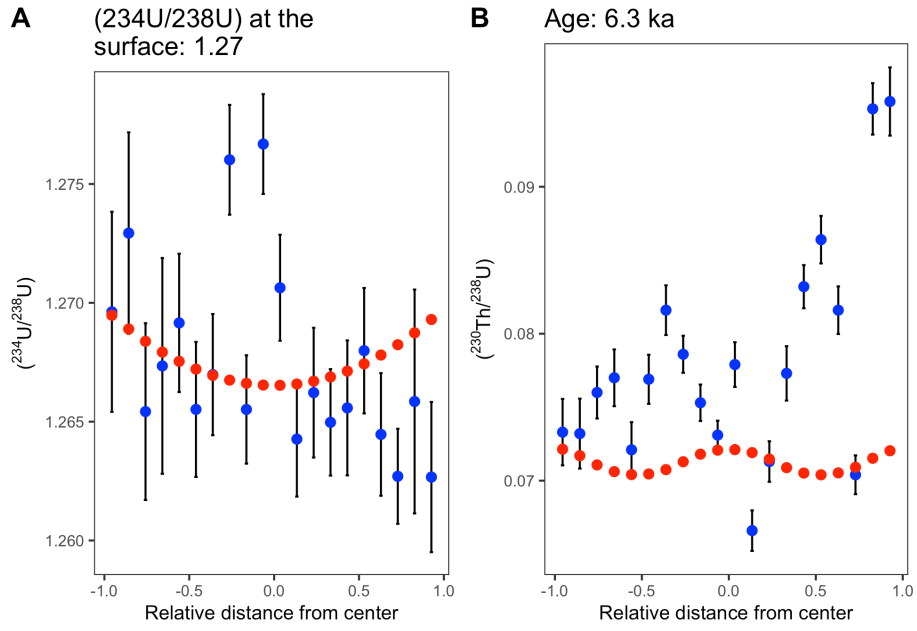 A
(234U/238U) at the
surface: 1.27
1.275
1.270
1.265
1.260
(²³⁴U/²³⁸U)
-1.0 -0.5 0.0 0.5 1.0
Relative distance from center
B
Age: 6.3 ka
0.09
0.08
0.07
(²³⁰Th/²³⁸U)
-1.0 -0.5 0.0 0.5 1.0
Relative distance from center